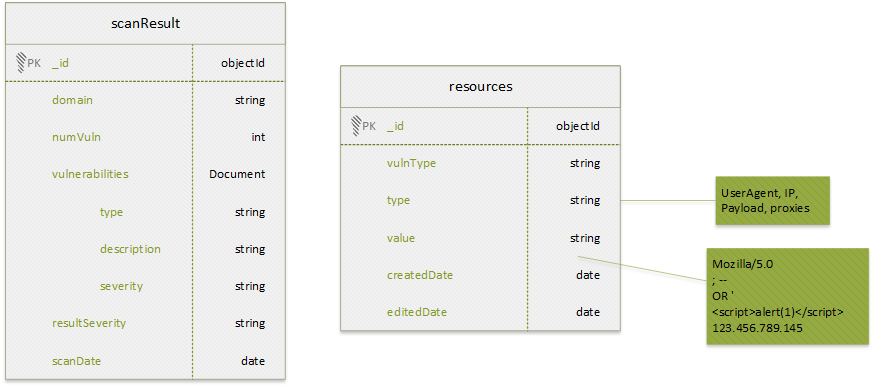 scanResult
PK _id objectId
domain string
numVuln int
vulnerabilities Document
type string
description string
severity string
resultSeverity string
scanDate date
resources
PK _id objectId
vulnType string
type string
value string
createdDate date
editedDate date
UserAgent, IP,
Payload, proxies
Mozilla/5.0
; --
OR '
<script>alert(1)</script>
123.456.789.145